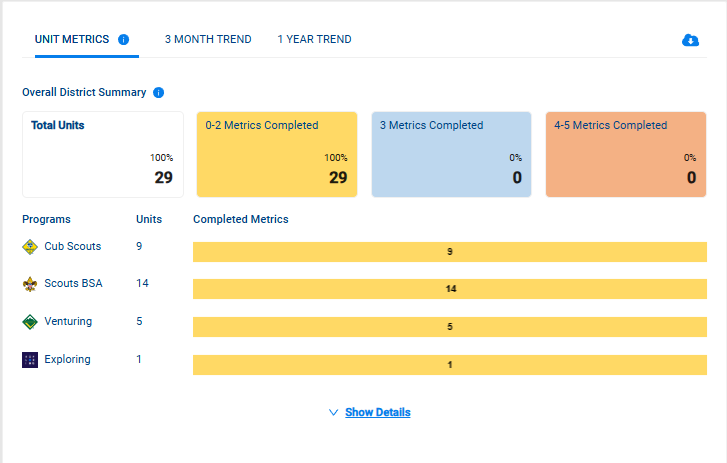 UNIT METRICS i 3 MONTH TREND 1 YEAR TREND
Overall District Summary i
Total Units
100%
29
0-2 Metrics Completed
100%
29
3 Metrics Completed
0%
0
4-5 Metrics Completed
0%
0
Programs Units Completed Metrics
Cub Scouts 9 9
Scouts BSA 14 14
Venturing 5 5
Exploring 1 1
Show Details